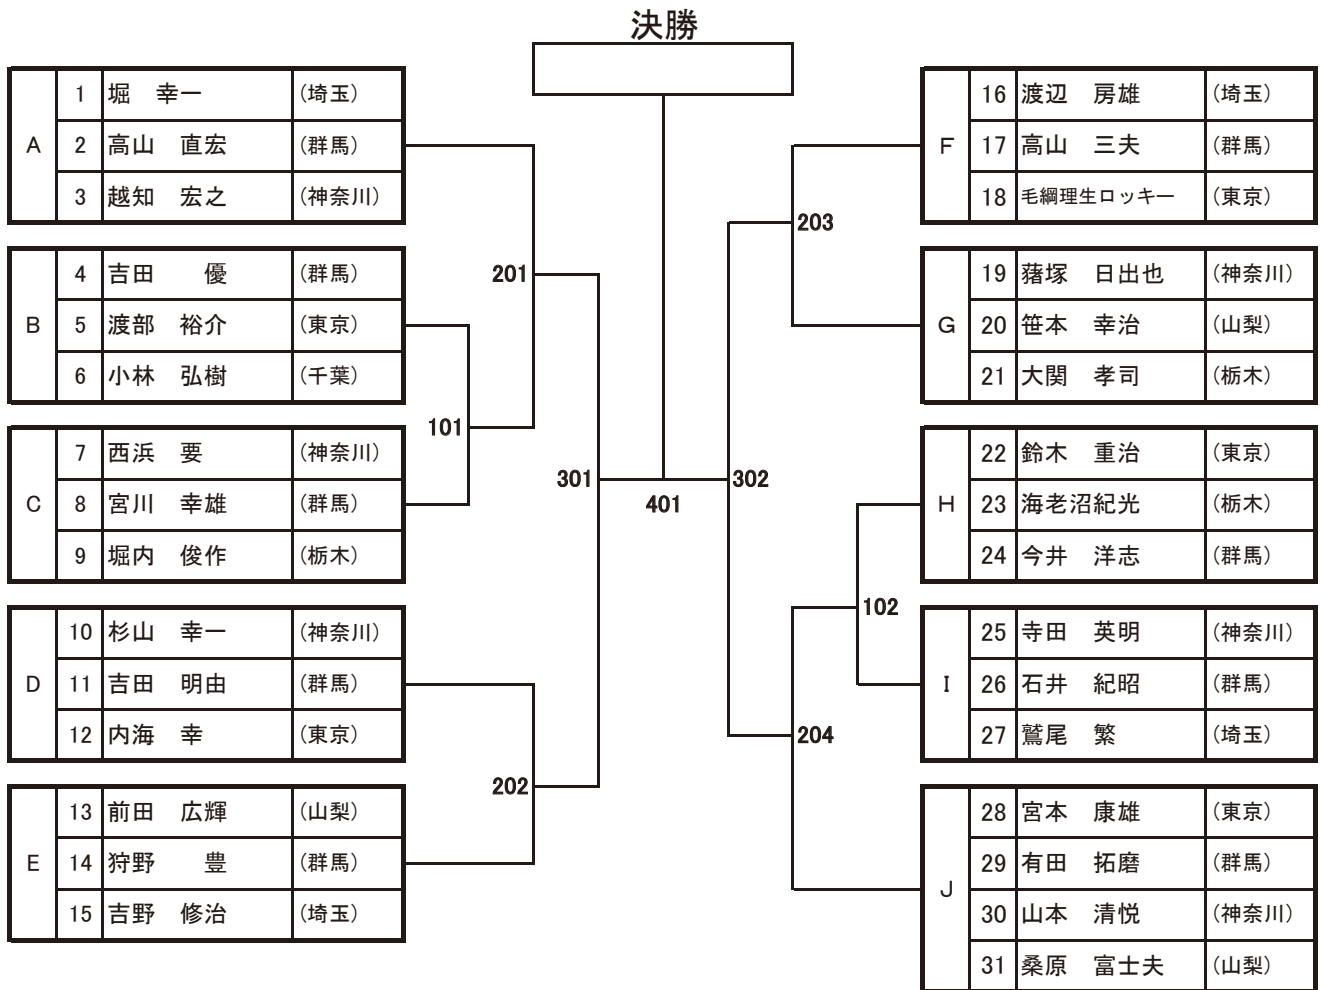 決勝
A
1 堀　幸一 (埼玉)
2 高山　直宏 (群馬)
3 越知　宏之 (神奈川)
B
4 吉田　　優 (群馬)
5 渡部　裕介 (東京)
6 小林　弘樹 (千葉)
C
7 西浜　要 (神奈川)
8 宮川　幸雄 (群馬)
9 堀内　俊作 (栃木)
D
10 杉山　幸一 (神奈川)
11 吉田　明由 (群馬)
12 内海　幸 (東京)
E
13 前田　広輝 (山梨)
14 狩野　　豊 (群馬)
15 吉野　修治 (埼玉)
201
101
301
202
401
203
302
102
204
F
16 渡辺　房雄 (埼玉)
17 高山　三夫 (群馬)
18 毛綱理生ロッキー (東京)
G
19 蕏塚　日出也 (神奈川)
20 笹本　幸治 (山梨)
21 大関　孝司 (栃木)
H
22 鈴木　重治 (東京)
23 海老沼紀光 (栃木)
24 今井　洋志 (群馬)
I
25 寺田　英明 (神奈川)
26 石井　紀昭 (群馬)
27 鷲尾　繁 (埼玉)
J
28 宮本　康雄 (東京)
29 有田　拓磨 (群馬)
30 山本　清悦 (神奈川)
31 桑原　富士夫 (山梨)